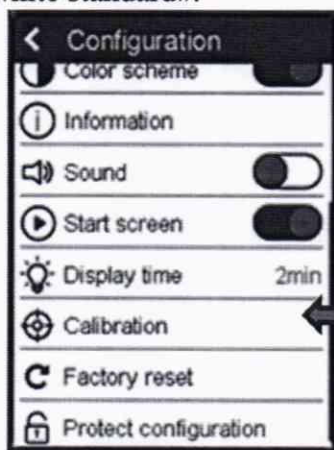 Configuration
Color scheme
Information
Sound
Start screen
Display time 2min
Calibration
Factory reset
Protect configuration